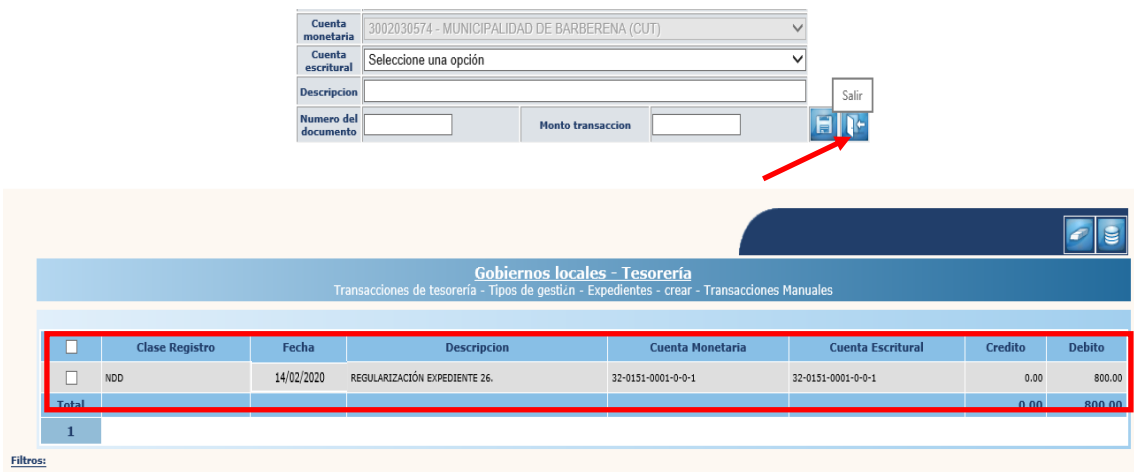 Cuenta monetaria 3002030574 - MUNICIPALIDAD DE BARBERENA (CUT)
Cuenta escritural Seleccione una opción
Descripcion
Salir
Numero del documento Monto transaccion
Gobiernos locales - Tesorería
Transacciones de tesorería - Tipos de gesti¿n - Expedientes - crear - Transacciones Manuales
Clase Registro Fecha Descripcion Cuenta Monetaria Cuenta Escritural Credito Debito
NDD 14/02/2020 REGULARIZACIÓN EXPEDIENTE 26. 32-0151-0001-0-0-1 32-0151-0001-0-0-1 0.00 800.00
Total 0.00 800.00
1
Filtros: